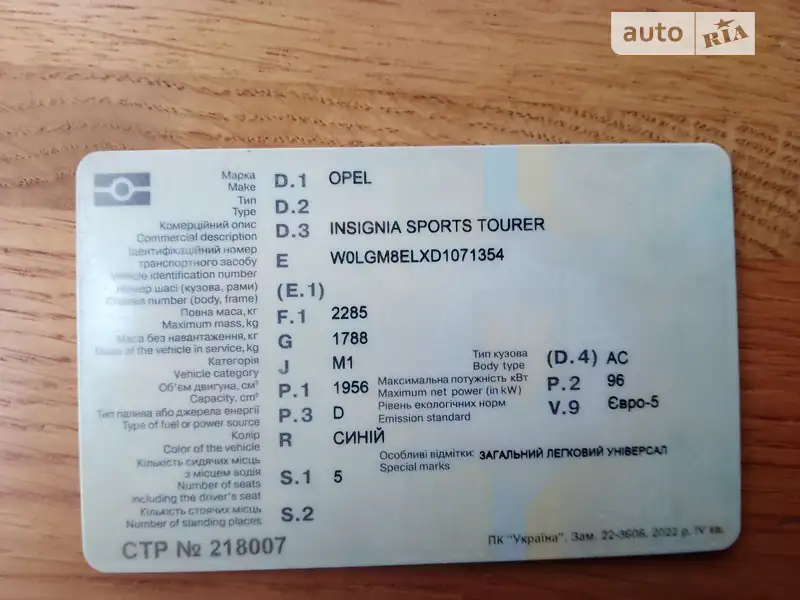 auto RIA
Марка D.1 OPEL
Make
Тип D.2
Type
Комерційний опис D.3 INSIGNIA SPORTS TOURER
Commercial description
Ідентифікаційний номер
транспортного засобу E W0LGM8ELXD1071354
Vehicle identification number
Номер шасі (кузова, рами) (E.1)
Chassis number (body, frame)
Повна маса, кг F.1 2285
Maximum mass, kg
Маса без навантаження, кг G 1788
Mass of the vehicle in service, kg
Категорія J M1 Тип кузова (D.4) AC
Vehicle category Body type
Об'єм двигуна, см³ P.1 1956 Максимальна потужність кВт P.2 96
Capacity, cm³ Maximum net power (in kW)
Тип палива або джерела енергії P.3 D Рівень екологічних норм V.9 Євро-5
Type of fuel or power source Emission standard
Колір R СИНІЙ
Color of the vehicle
Особливі відмітки: ЗАГАЛЬНИЙ ЛЕГКОВИЙ УНІВЕРСАЛ
Special marks
Кількість сидячих місць
з місцем водія S.1 5
Number of seats
including the driver's seat
Кількість стоячих місць S.2
Number of standing places
СТР № 218007
ПК "Україна". Зам. 22-3608. 2022 р. IV кв.